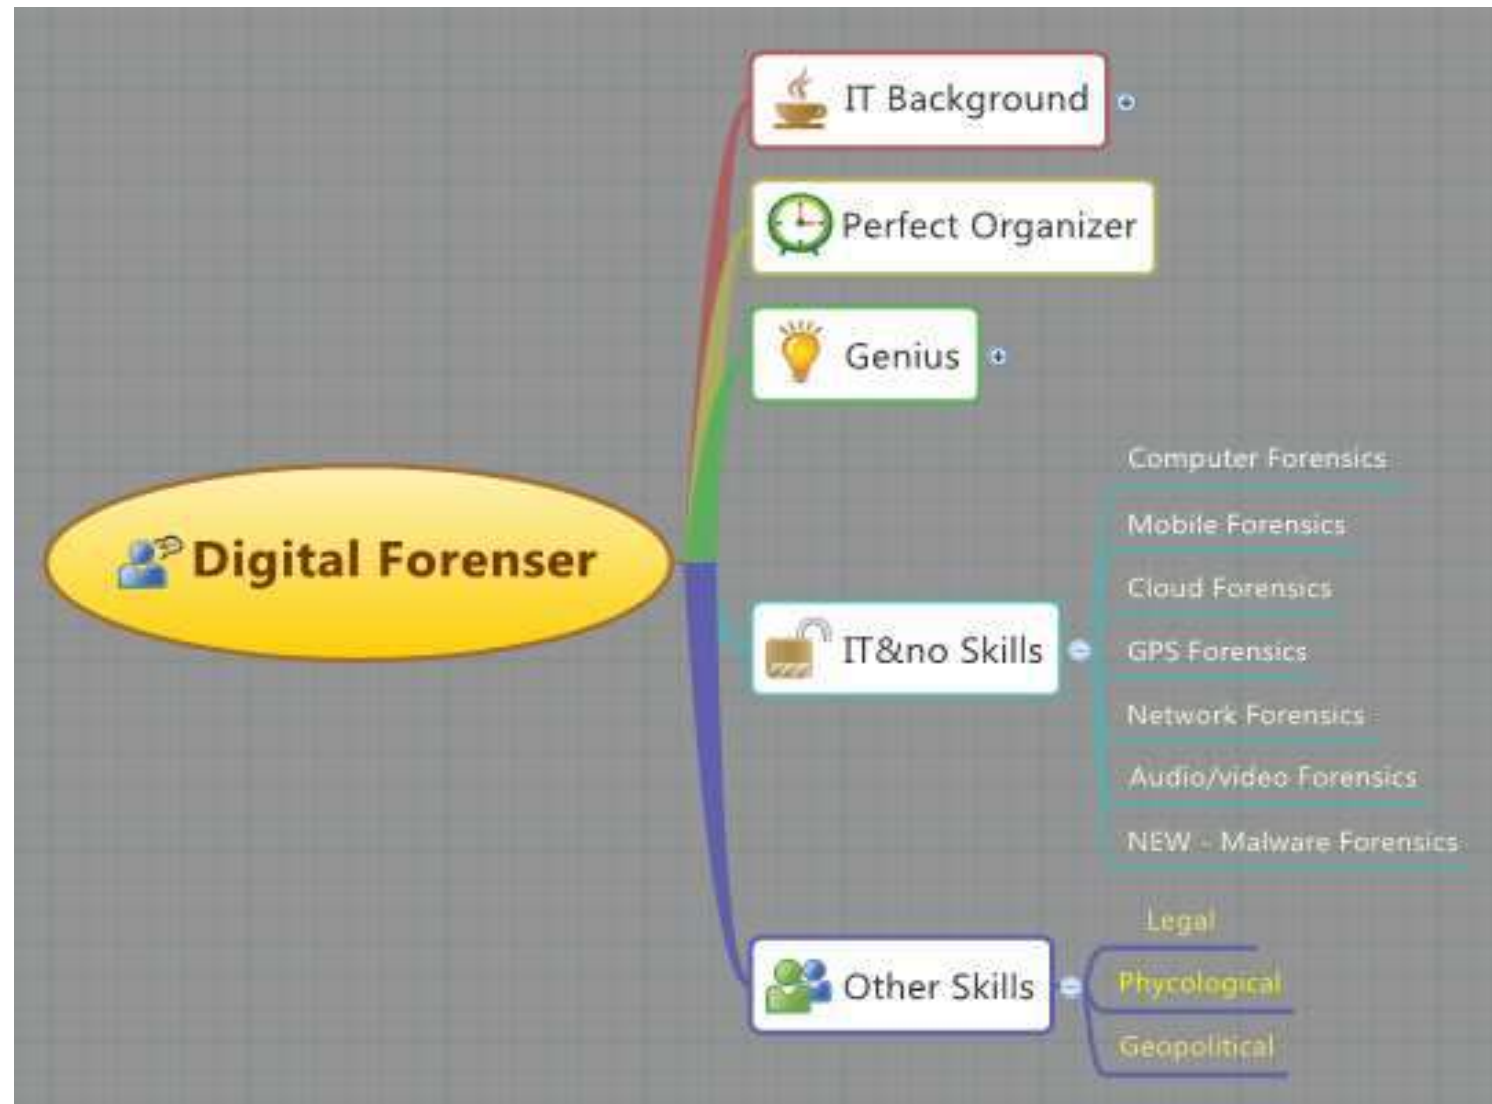 IT Background
Perfect Organizer
Genius
Digital Forenser
IT&no Skills
Computer Forensics
Mobile Forensics
Cloud Forensics
GPS Forensics
Network Forensics
Audio/video Forensics
NEW - Malware Forensics
Other Skills
Legal
Phycological
Geopolitical